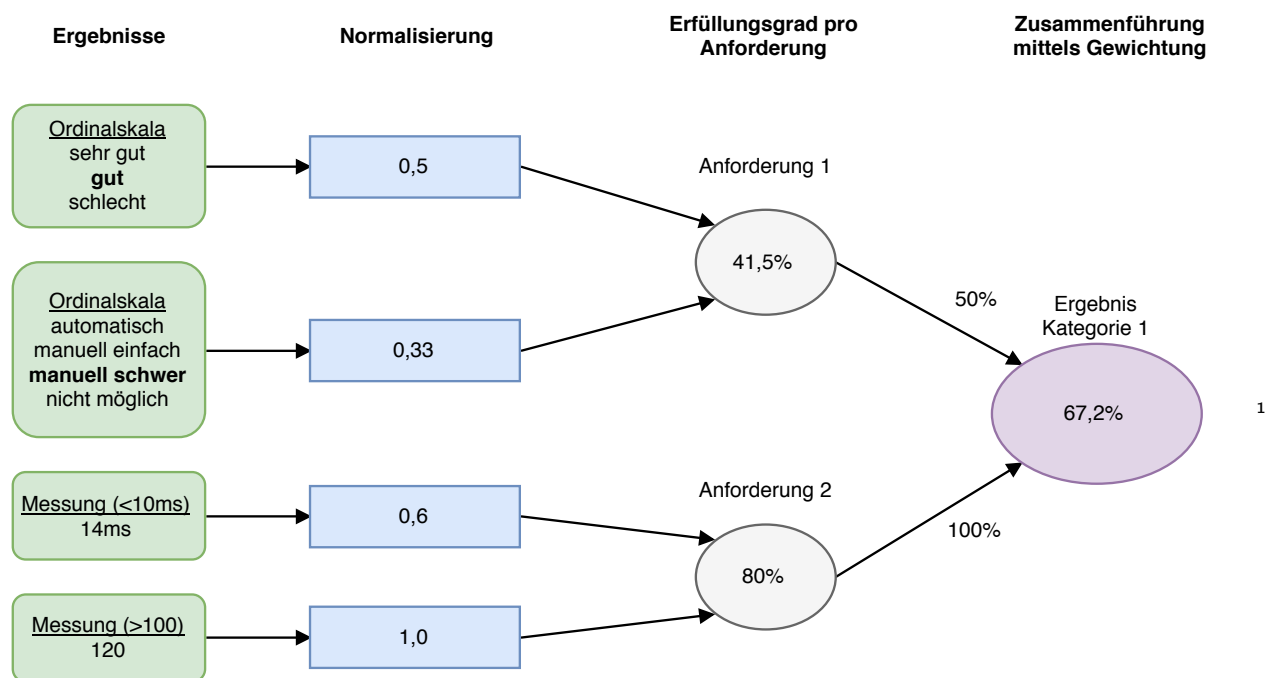 Ergebnisse
Normalisierung
Erfüllungsgrad pro
Anforderung
Zusammenführung
mittels Gewichtung
Ordinalskala
sehr gut
gut
schlecht
0,5
Anforderung 1
41,5%
Ordinalskala
automatisch
manuell einfach
manuell schwer
nicht möglich
0,33
50%
Ergebnis
Kategorie 1
67,2%
1
Messung (<10ms)
14ms
0,6
Anforderung 2
80%
100%
Messung (>100)
120
1,0